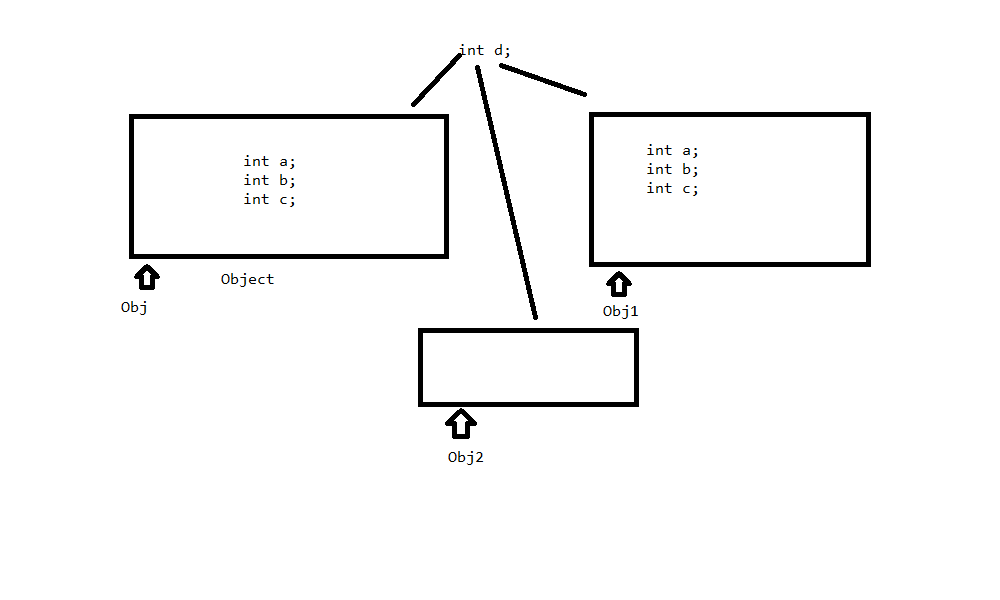 int d;
int a;
int b;
int c;
Object
Obj
int a;
int b;
int c;
Obj1
Obj2